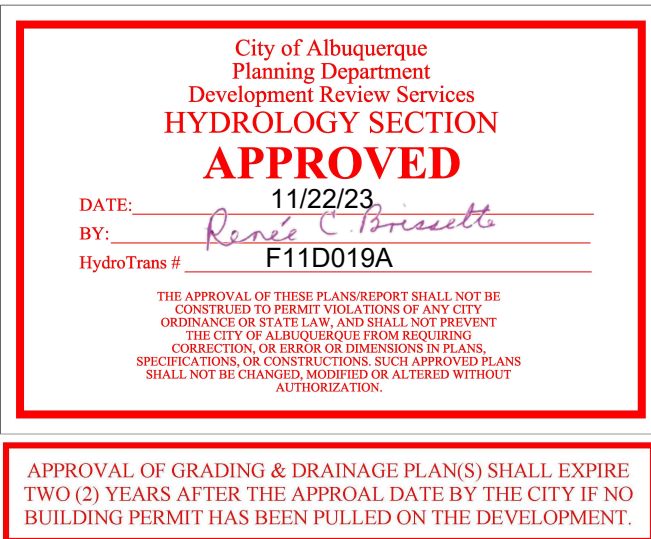 City of Albuquerque
Planning Department
Development Review Services
HYDROLOGY SECTION
APPROVED
DATE: 11/22/23
BY: Renée C. Brissette
HydroTrans # F11D019A
THE APPROVAL OF THESE PLANS/REPORT SHALL NOT BE
CONSTRUED TO PERMIT VIOLATIONS OF ANY CITY
ORDINANCE OR STATE LAW, AND SHALL NOT PREVENT
THE CITY OF ALBUQUERQUE FROM REQUIRING
CORRECTION, OR ERROR OR DIMENSIONS IN PLANS,
SPECIFICATIONS, OR CONSTRUCTIONS. SUCH APPROVED PLANS
SHALL NOT BE CHANGED, MODIFIED OR ALTERED WITHOUT
AUTHORIZATION.
APPROVAL OF GRADING & DRAINAGE PLAN(S) SHALL EXPIRE
TWO (2) YEARS AFTER THE APPROAL DATE BY THE CITY IF NO
BUILDING PERMIT HAS BEEN PULLED ON THE DEVELOPMENT.